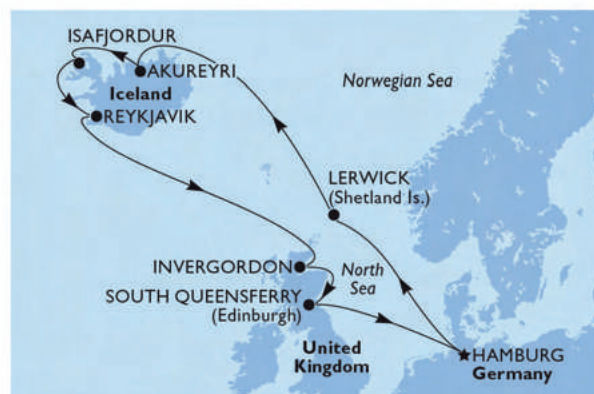 ISAFJORDUR
AKUREYRI
Iceland
REYKJAVIK
Norwegian Sea
LERWICK
(Shetland Is.)
INVERGORDON
North
Sea
SOUTH QUEENSFERRY
(Edinburgh)
United
Kingdom
HAMBURG
Germany